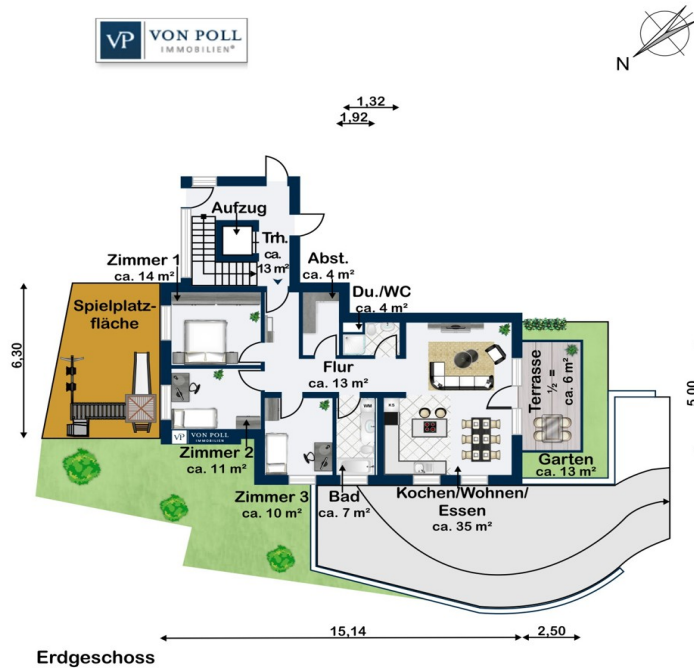 VP VON POLL
IMMOBILIEN®
N
1,32
1,92
Aufzug
Trh.
ca.
13 m²
Zimmer 1
ca. 14 m²
Abst.
ca. 4 m²
Du./WC
ca. 4 m²
Spielplatz-
fläche
6,30
Flur
ca. 13 m²
Terrasse
½ =
ca. 6 m²
5,00
VP VON POLL
IMMOBILIEN
Zimmer 2
ca. 11 m²
Zimmer 3
ca. 10 m²
Bad
ca. 7 m²
Kochen/Wohnen/
Essen
ca. 35 m²
Garten
ca. 13 m²
15,14
2,50
Erdgeschoss